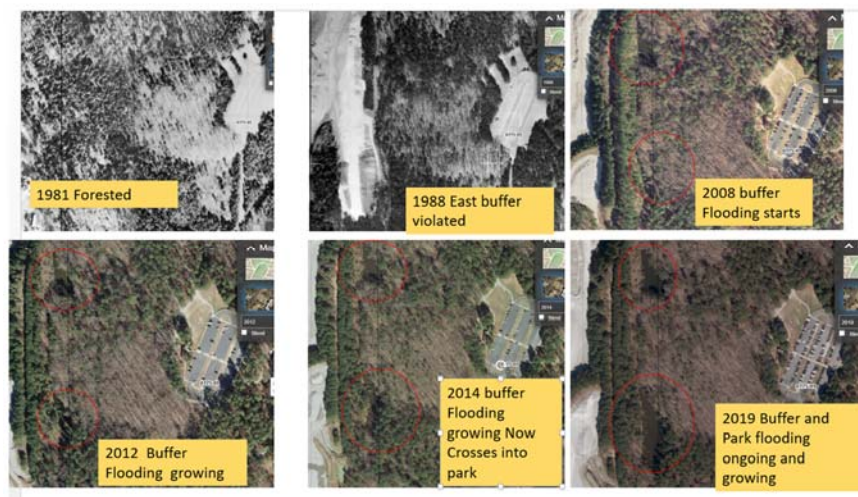 1981 Forested
1988 East buffer
violated
2008 buffer
Flooding starts
2012 Buffer
Flooding growing
2014 buffer
Flooding
growing Now
Crosses into
park
2019 Buffer and
Park flooding
ongoing and
growing